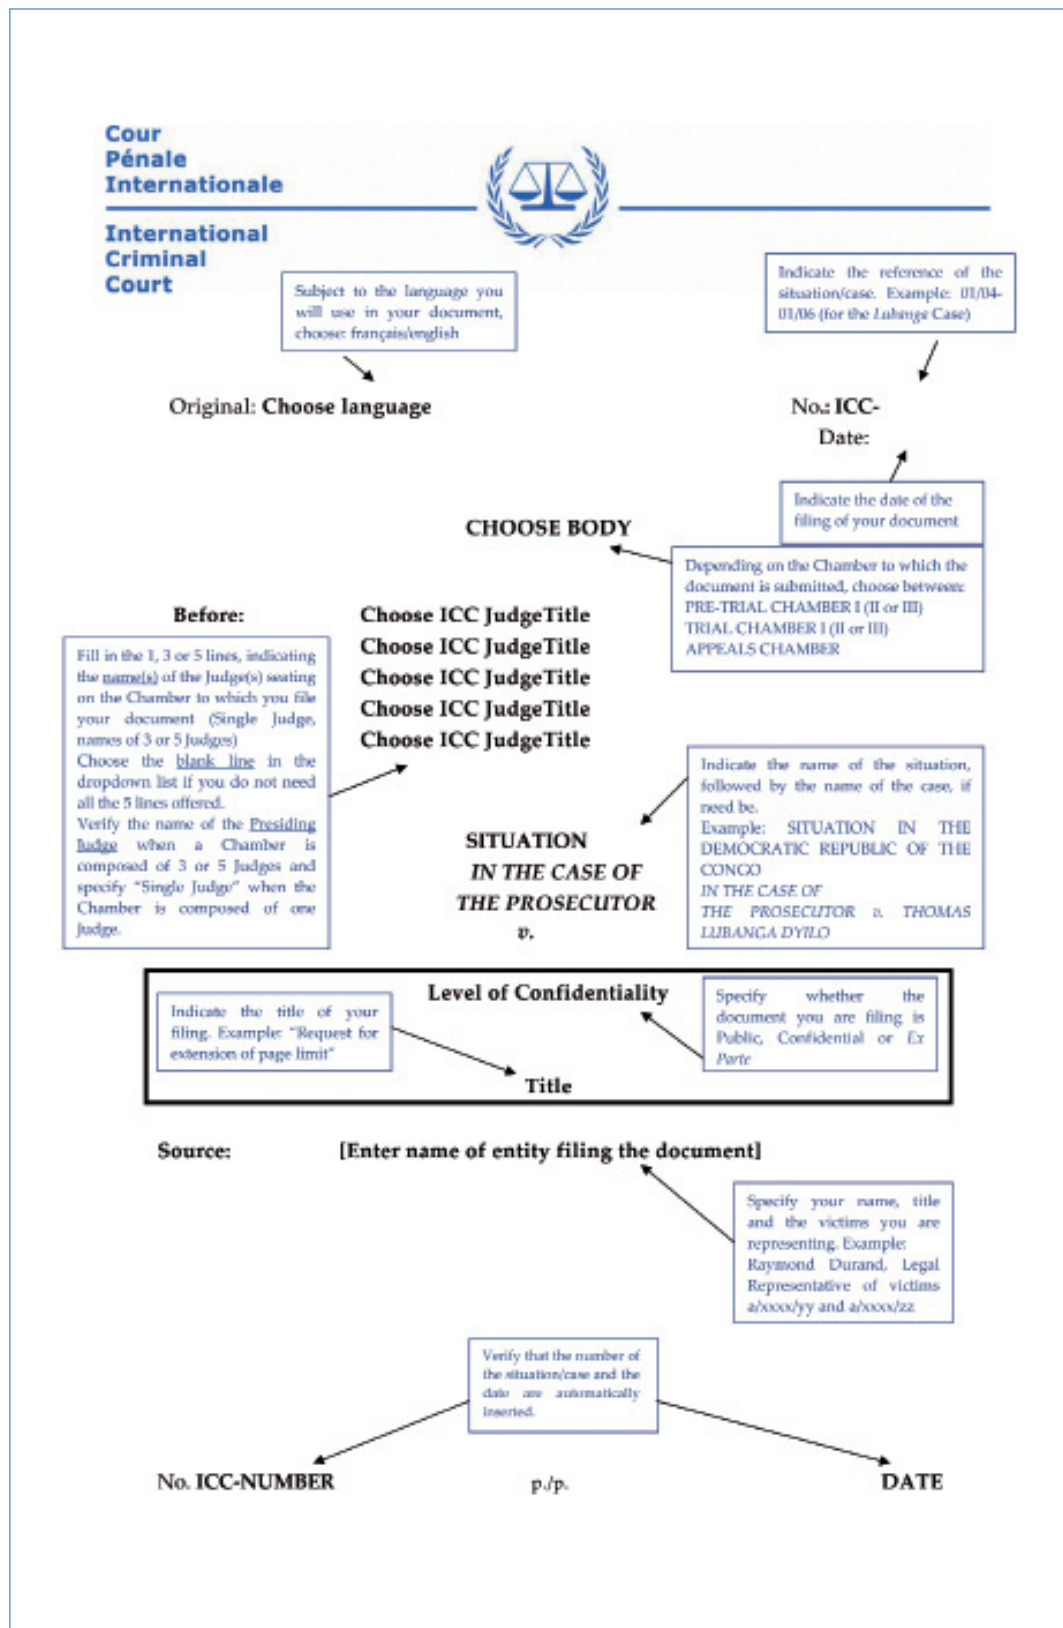 Cour
Pénale
Internationale
International
Criminal
Court
Subject to the language you
will use in your document,
choose: français/english
Indicate the reference of the
situation/case. Example: 01/04-
01/06 (for the Lubanga Case)
Original: Choose language
No.: ICC-
Date:
Indicate the date of the
filing of your document
CHOOSE BODY
Depending on the Chamber to which the
document is submitted, choose between:
PRE-TRIAL CHAMBER I (II or III)
TRIAL CHAMBER I (II or III)
APPEALS CHAMBER
Before:
Choose ICC JudgeTitle
Choose ICC JudgeTitle
Choose ICC JudgeTitle
Choose ICC JudgeTitle
Choose ICC JudgeTitle
Fill in the 1, 3 or 5 lines, indicating
the name(s) of the Judge(s) seating
on the Chamber to which you file
your document (Single Judge,
names of 3 or 5 Judges)
Choose the blank line in the
dropdown list if you do not need
all the 5 lines offered.
Verify the name of the Presiding
Judge when a Chamber is
composed of 3 or 5 Judges and
specify "Single Judge" when the
Chamber is composed of one
Judge.
Indicate the name of the situation,
followed by the name of the case, if
need be.
Example: SITUATION IN THE
DEMOCRATIC REPUBLIC OF THE
CONGO
IN THE CASE OF
THE PROSECUTOR v. THOMAS
LUBANGA DYILO
SITUATION
IN THE CASE OF
THE PROSECUTOR
v.
Level of Confidentiality
Indicate the title of your
filing. Example: "Request for
extension of page limit"
Specify whether the
document you are filing is
Public, Confidential or Ex
Parte
Title
Source:
[Enter name of entity filing the document]
Specify your name, title
and the victims you are
representing. Example:
Raymond Durand, Legal
Representative of victims
a/xxxx/yy and a/xxxx/zz
Verify that the number of
the situation/case and the
date are automatically
inserted.
No. ICC-NUMBER
p./p.
DATE